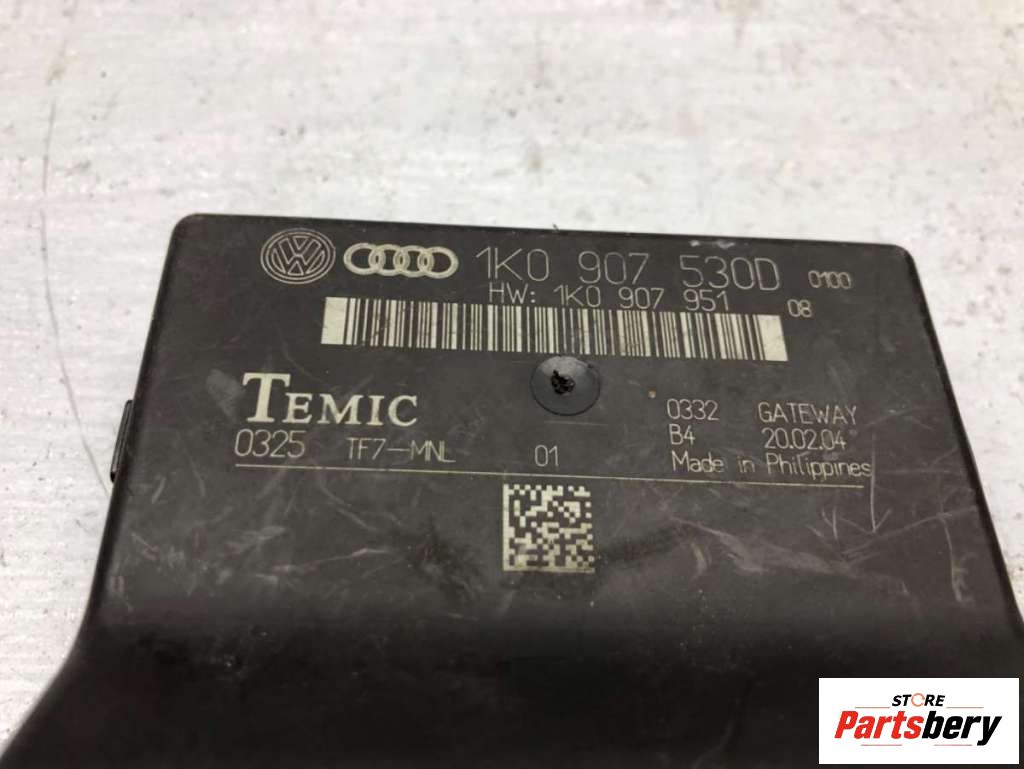 1K0 907 530D 0100
HW: 1K0 907 951 08
TEMIC
0332 GATEWAY
0325 TF7-MNL 01 B4 20.02.04
Made in Philippines
STORE
Partsbery